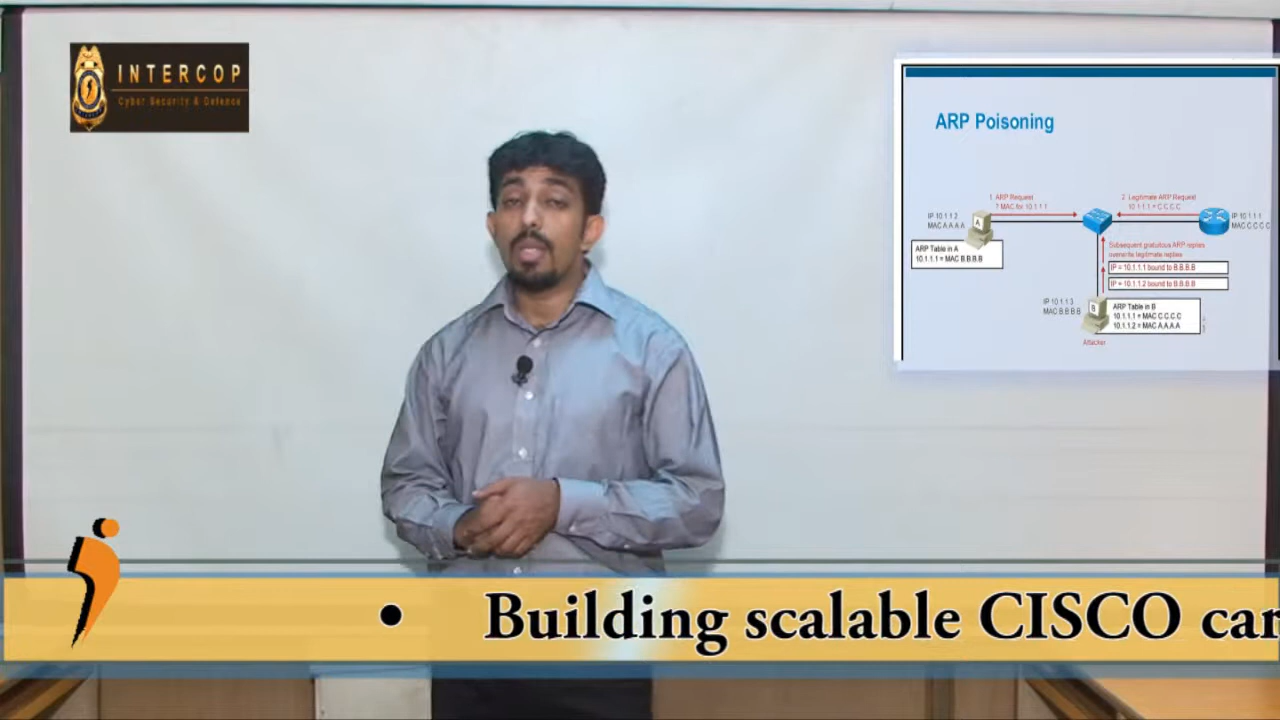 INTERCOP
Cyber Security & Defence
ARP Poisoning
1. ARP Request
? MAC for 10.1.1.1
2. Legitimate ARP Request
10.1.1.1 = C.C.C.C
IP 10.1.1.2
MAC A.A.A.A
A
IP 10.1.1.1
MAC C.C.C.C
ARP Table in A
10.1.1.1 = MAC B.B.B.B
Subsequent gratuitous ARP replies
overwrite legitimate replies
IP = 10.1.1.1 bound to B.B.B.B
IP = 10.1.1.2 bound to B.B.B.B
IP 10.1.1.3
MAC B.B.B.B
B
ARP Table in B
10.1.1.1 = MAC C.C.C.C
10.1.1.2 = MAC A.A.A.A
Attacker
• Building scalable CISCO